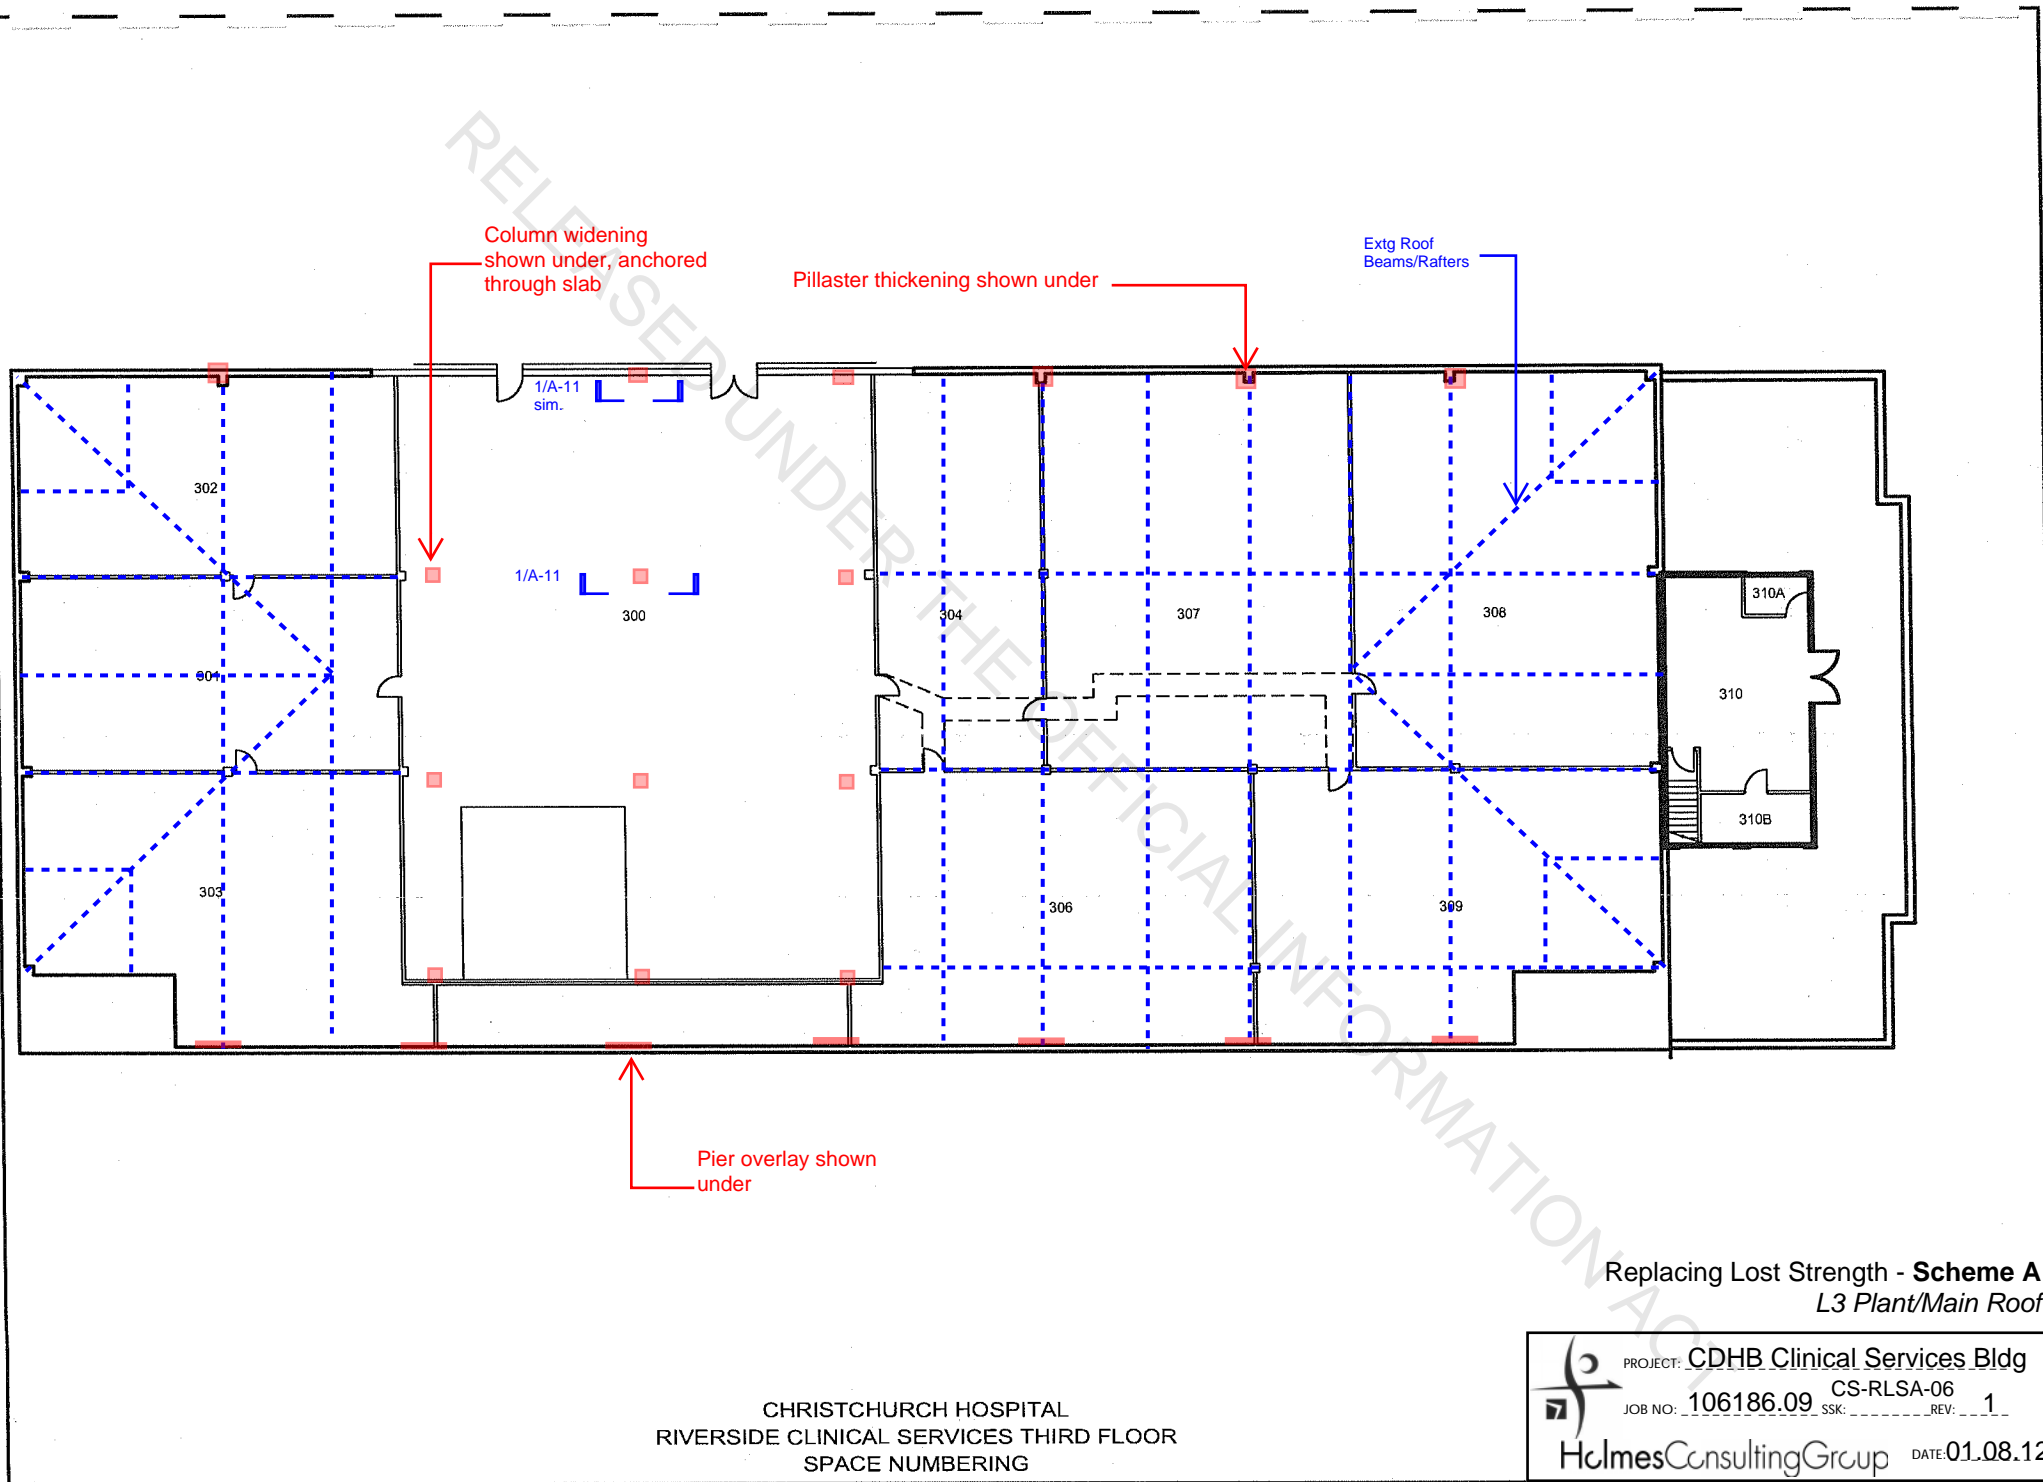 RELEASED UNDER THE OFFICIAL INFORMATION ACT
Column widening
shown under, anchored
through slab
Pillaster thickening shown under
Extg Roof
Beams/Rafters
1/A-11
sim.
302
1/A-11
300
304
307
308
310A
301
310
310B
303
306
309
Pier overlay shown
under
Replacing Lost Strength - Scheme A
L3 Plant/Main Roof
PROJECT: CDHB Clinical Services Bldg
CS-RLSA-06
JOB NO: 106186.09 SSK: REV: 1
HolmesConsultingGroup DATE: 01.08.12
CHRISTCHURCH HOSPITAL
RIVERSIDE CLINICAL SERVICES THIRD FLOOR
SPACE NUMBERING